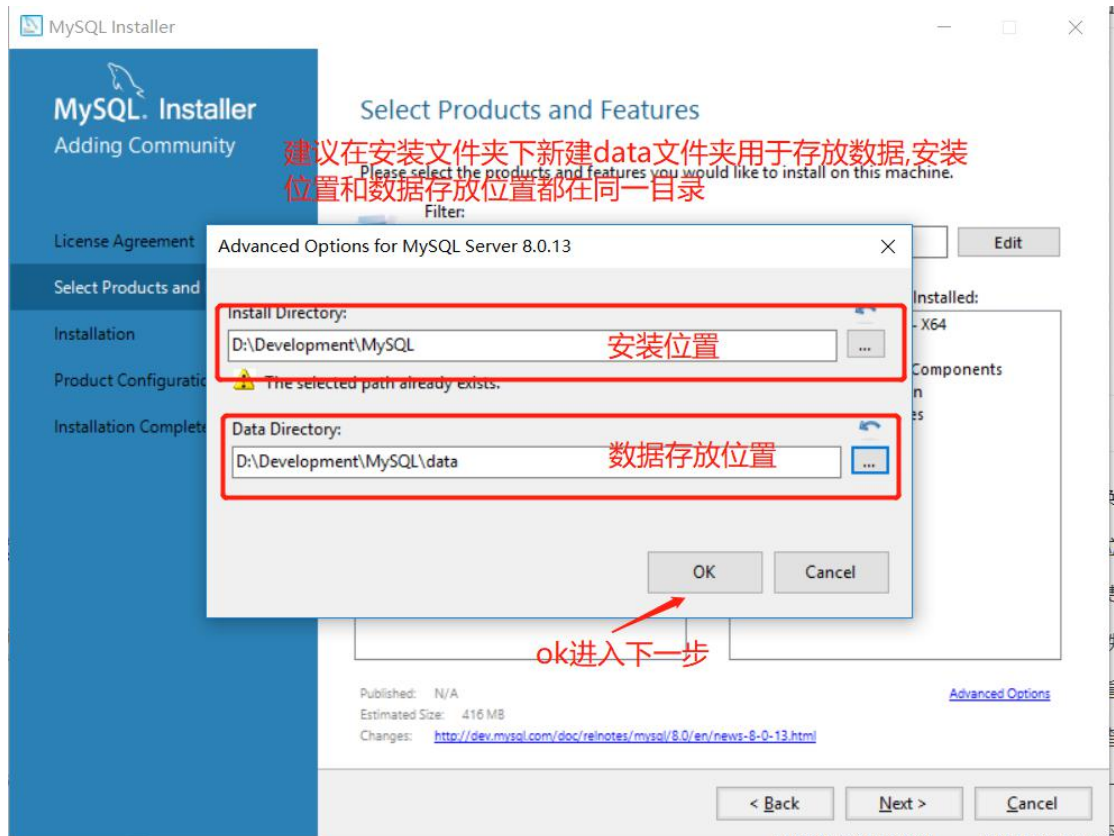 MySQL Installer
MySQL. Installer
Adding Community
Select Products and Features
建议在安装文件夹下新建data文件夹用于存放数据,安装
位置和数据存放位置都在同一目录
Please select the products and features you would like to install on this machine.
Filter:
Edit
License Agreement
Select Products and
Installation
Product Configuratio
Installation Complete
Advanced Options for MySQL Server 8.0.13
Install Directory:
D:\Development\MySQL
安装位置
...
The selected path already exists.
Data Directory:
D:\Development\MySQL\data
数据存放位置
...
OK
Cancel
ok进入下一步
Installed:
- X64
Components
n
es
Published: N/A
Advanced Options
Estimated Size: 416 MB
Changes: http://dev.mysql.com/doc/relnotes/mysql/8.0/en/news-8-0-13.html
< Back
Next >
Cancel